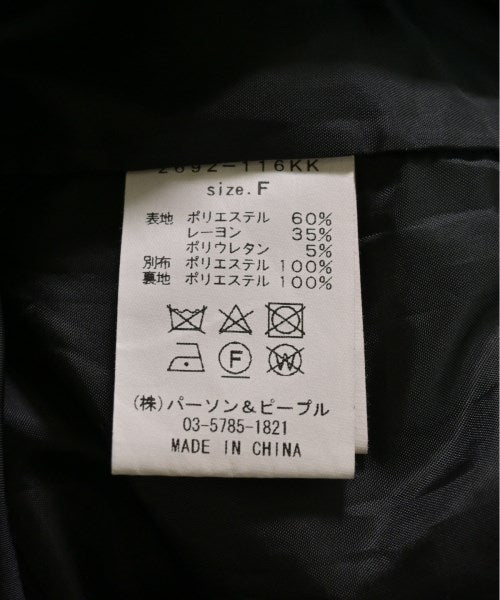 2692-116KK
size.F
表地 ポリエステル 60%
レーヨン 35%
ポリウレタン 5%
別布 ポリエステル 100%
裏地 ポリエステル 100%
F W
(株)パーソン&ピープル
03-5785-1821
MADE IN CHINA